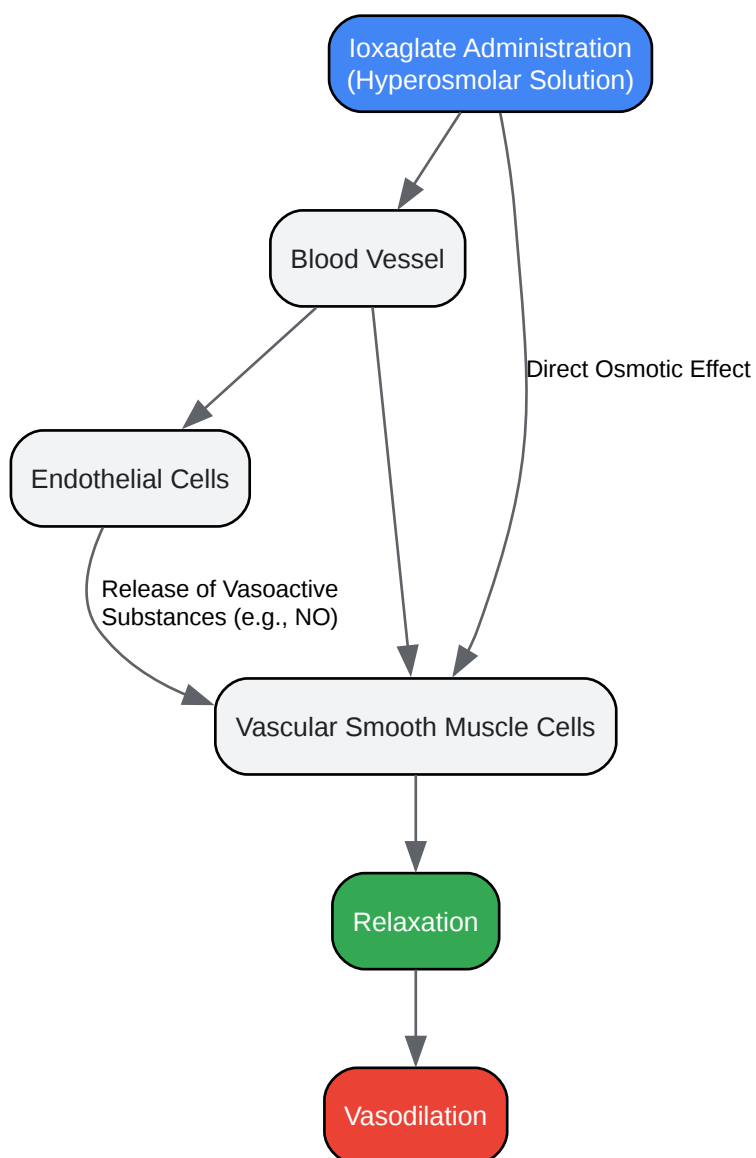 Ioxaglate Administration
(Hyperosmolar Solution)
Blood Vessel
Direct Osmotic Effect
Endothelial Cells
Release of Vasoactive
Substances (e.g., NO)
Vascular Smooth Muscle Cells
Relaxation
Vasodilation